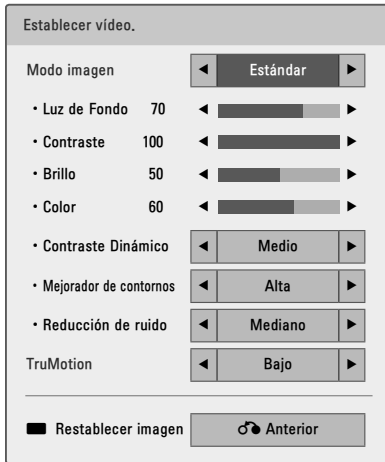 Establecer vídeo.
Modo imagen ◀ Estándar ▶
• Luz de Fondo 70 ◀ ▶
• Contraste 100 ◀ ▶
• Brillo 50 ◀ ▶
• Color 60 ◀ ▶
• Contraste Dinámico ◀ Medio ▶
• Mejorador de contornos ◀ Alta ▶
• Reducción de ruido ◀ Mediano ▶
TruMotion ◀ Bajo ▶
Restablecer imagen Anterior